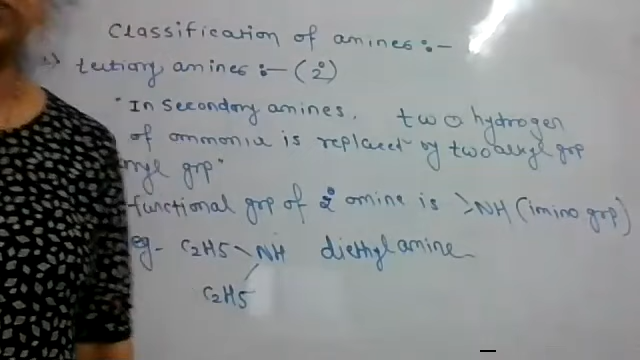 Classification of amines :-
tertiary amines :- (2°)
"In secondary amines, two hydrogen
of ammonia is replaced by two alkyl grp
aryl grp"
functional grp of 2° amine is >NH (imino grp)
eg- C2H5 \ NH diethylamine
C2H5 /